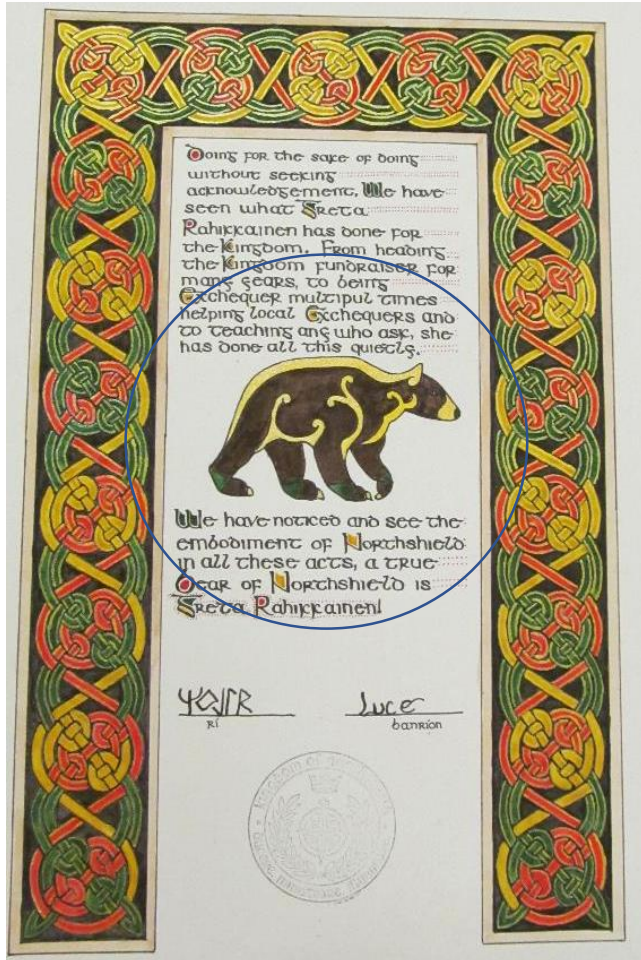 Doing for the sake of doing
without seeking
acknowledgement, We have
seen what Greta
Rahikkainen has done for
the Kingdom. From heading
the Kingdom fundraiser for
many years, to being
Exchequer multipul times
helping local Exchequers and
to teaching any who ask, she
has done all this quietly.
We have noticed and see the
embodiment of Northshield
in all these acts, a true
Bear of Northshield is
Greta Rahikkainen!
Luce
rí banríon
Kingdom of